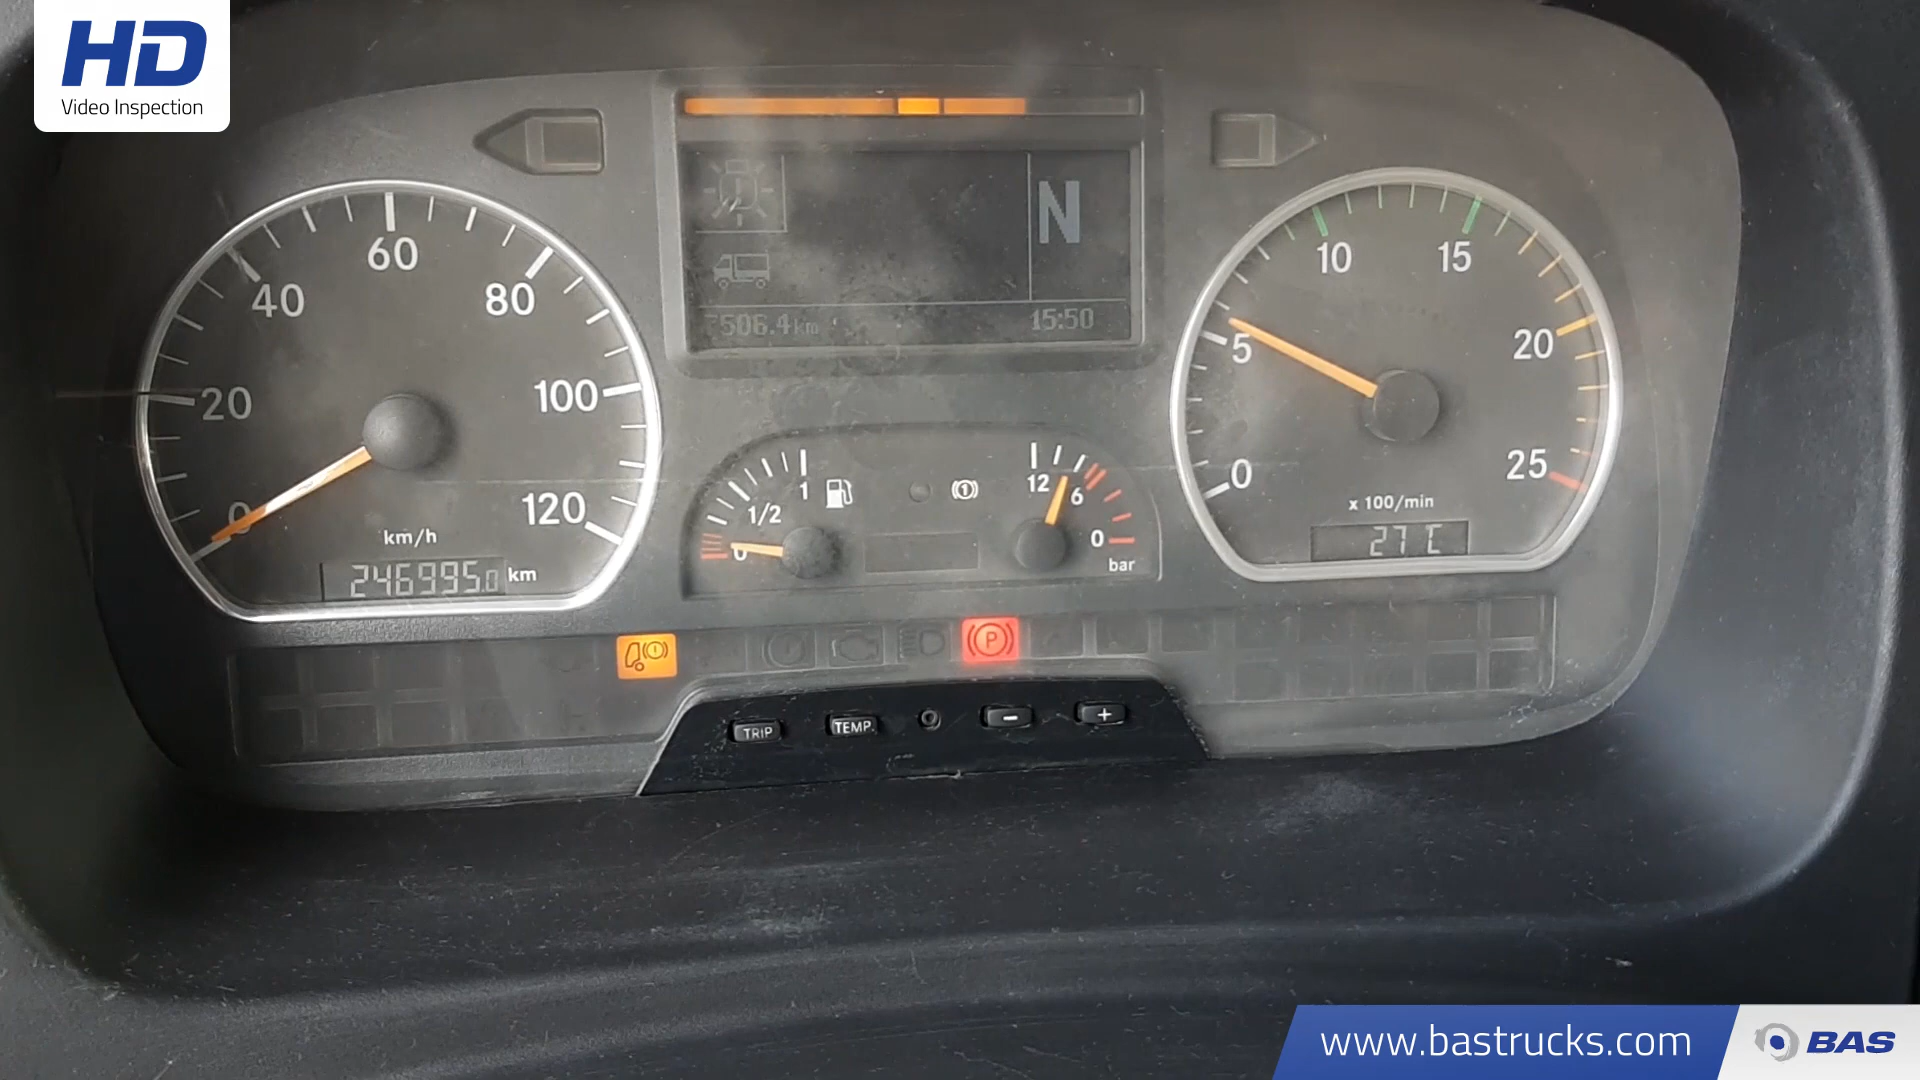 HD
Video Inspection
N
506.4 km
15:50
0
20
40
60
80
100
120
km/h
246995.0 km
0
1/2
1
12
6
0
bar
0
5
10
15
20
25
x 100/min
27 C
P
TRIP
TEMP.
-
+
www.bastrucks.com
BAS